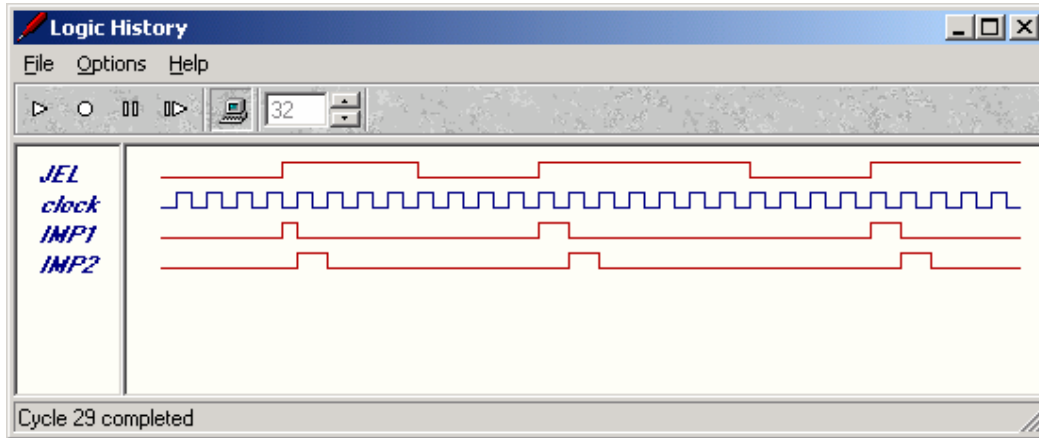 Logic History
File Options Help
32
JEL
clock
IMP1
IMP2
Cycle 29 completed